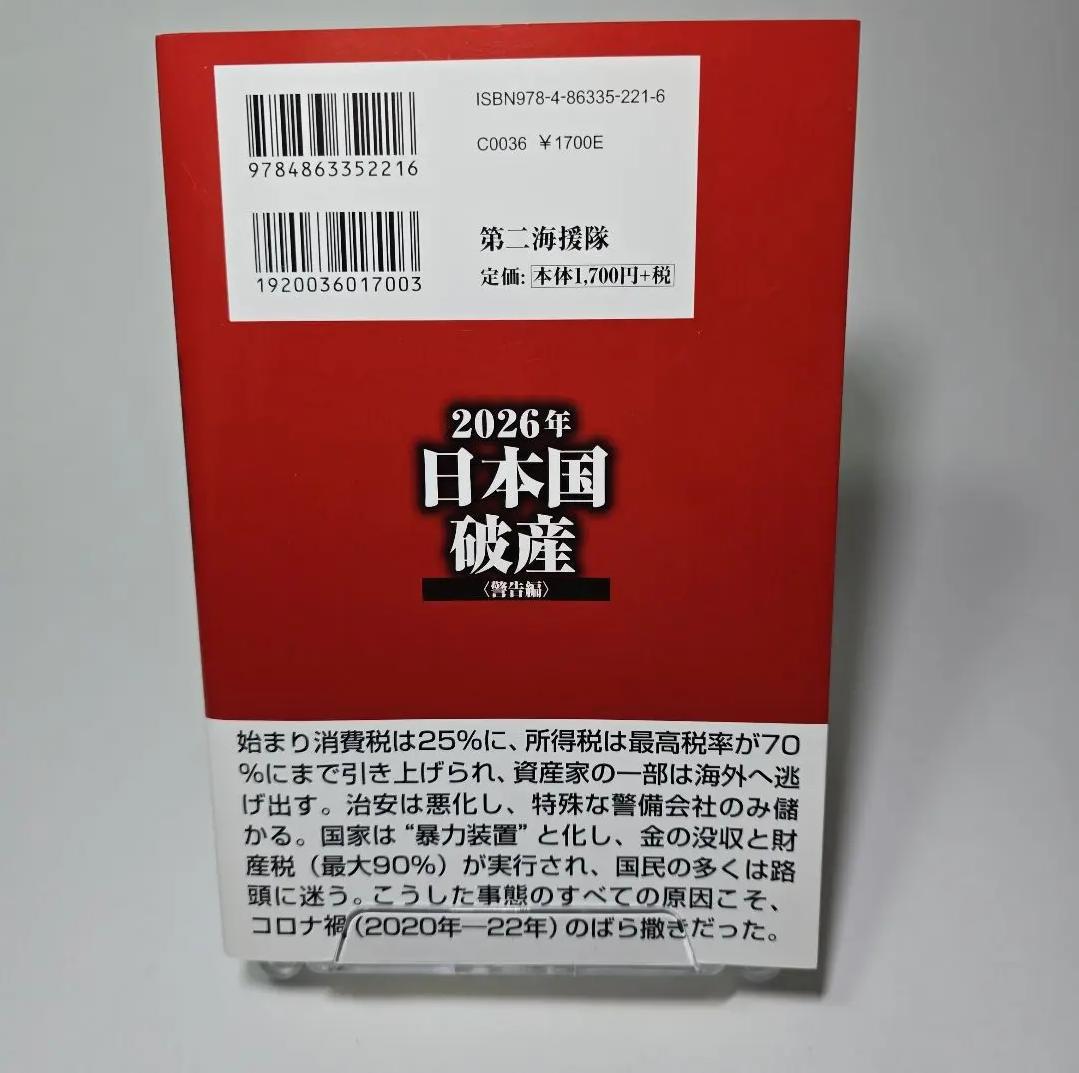 ISBN978-4-86335-221-6
C0036 ￥1700E
9784863352216
第二海援隊
定価: 本体1,700円+税
1920036017003
2026年
日本国
破産
〈警告編〉
始まり消費税は25%に、所得税は最高税率が70
%にまで引き上げられ、資産家の一部は海外へ逃
げ出す。治安は悪化し、特殊な警備会社のみ儲
かる。国家は“暴力装置”と化し、金の没収と財
産税（最大90%）が実行され、国民の多くは路
頭に迷う。こうした事態のすべての原因こそ、
コロナ禍(2020年―22年)のばら撒きだった。